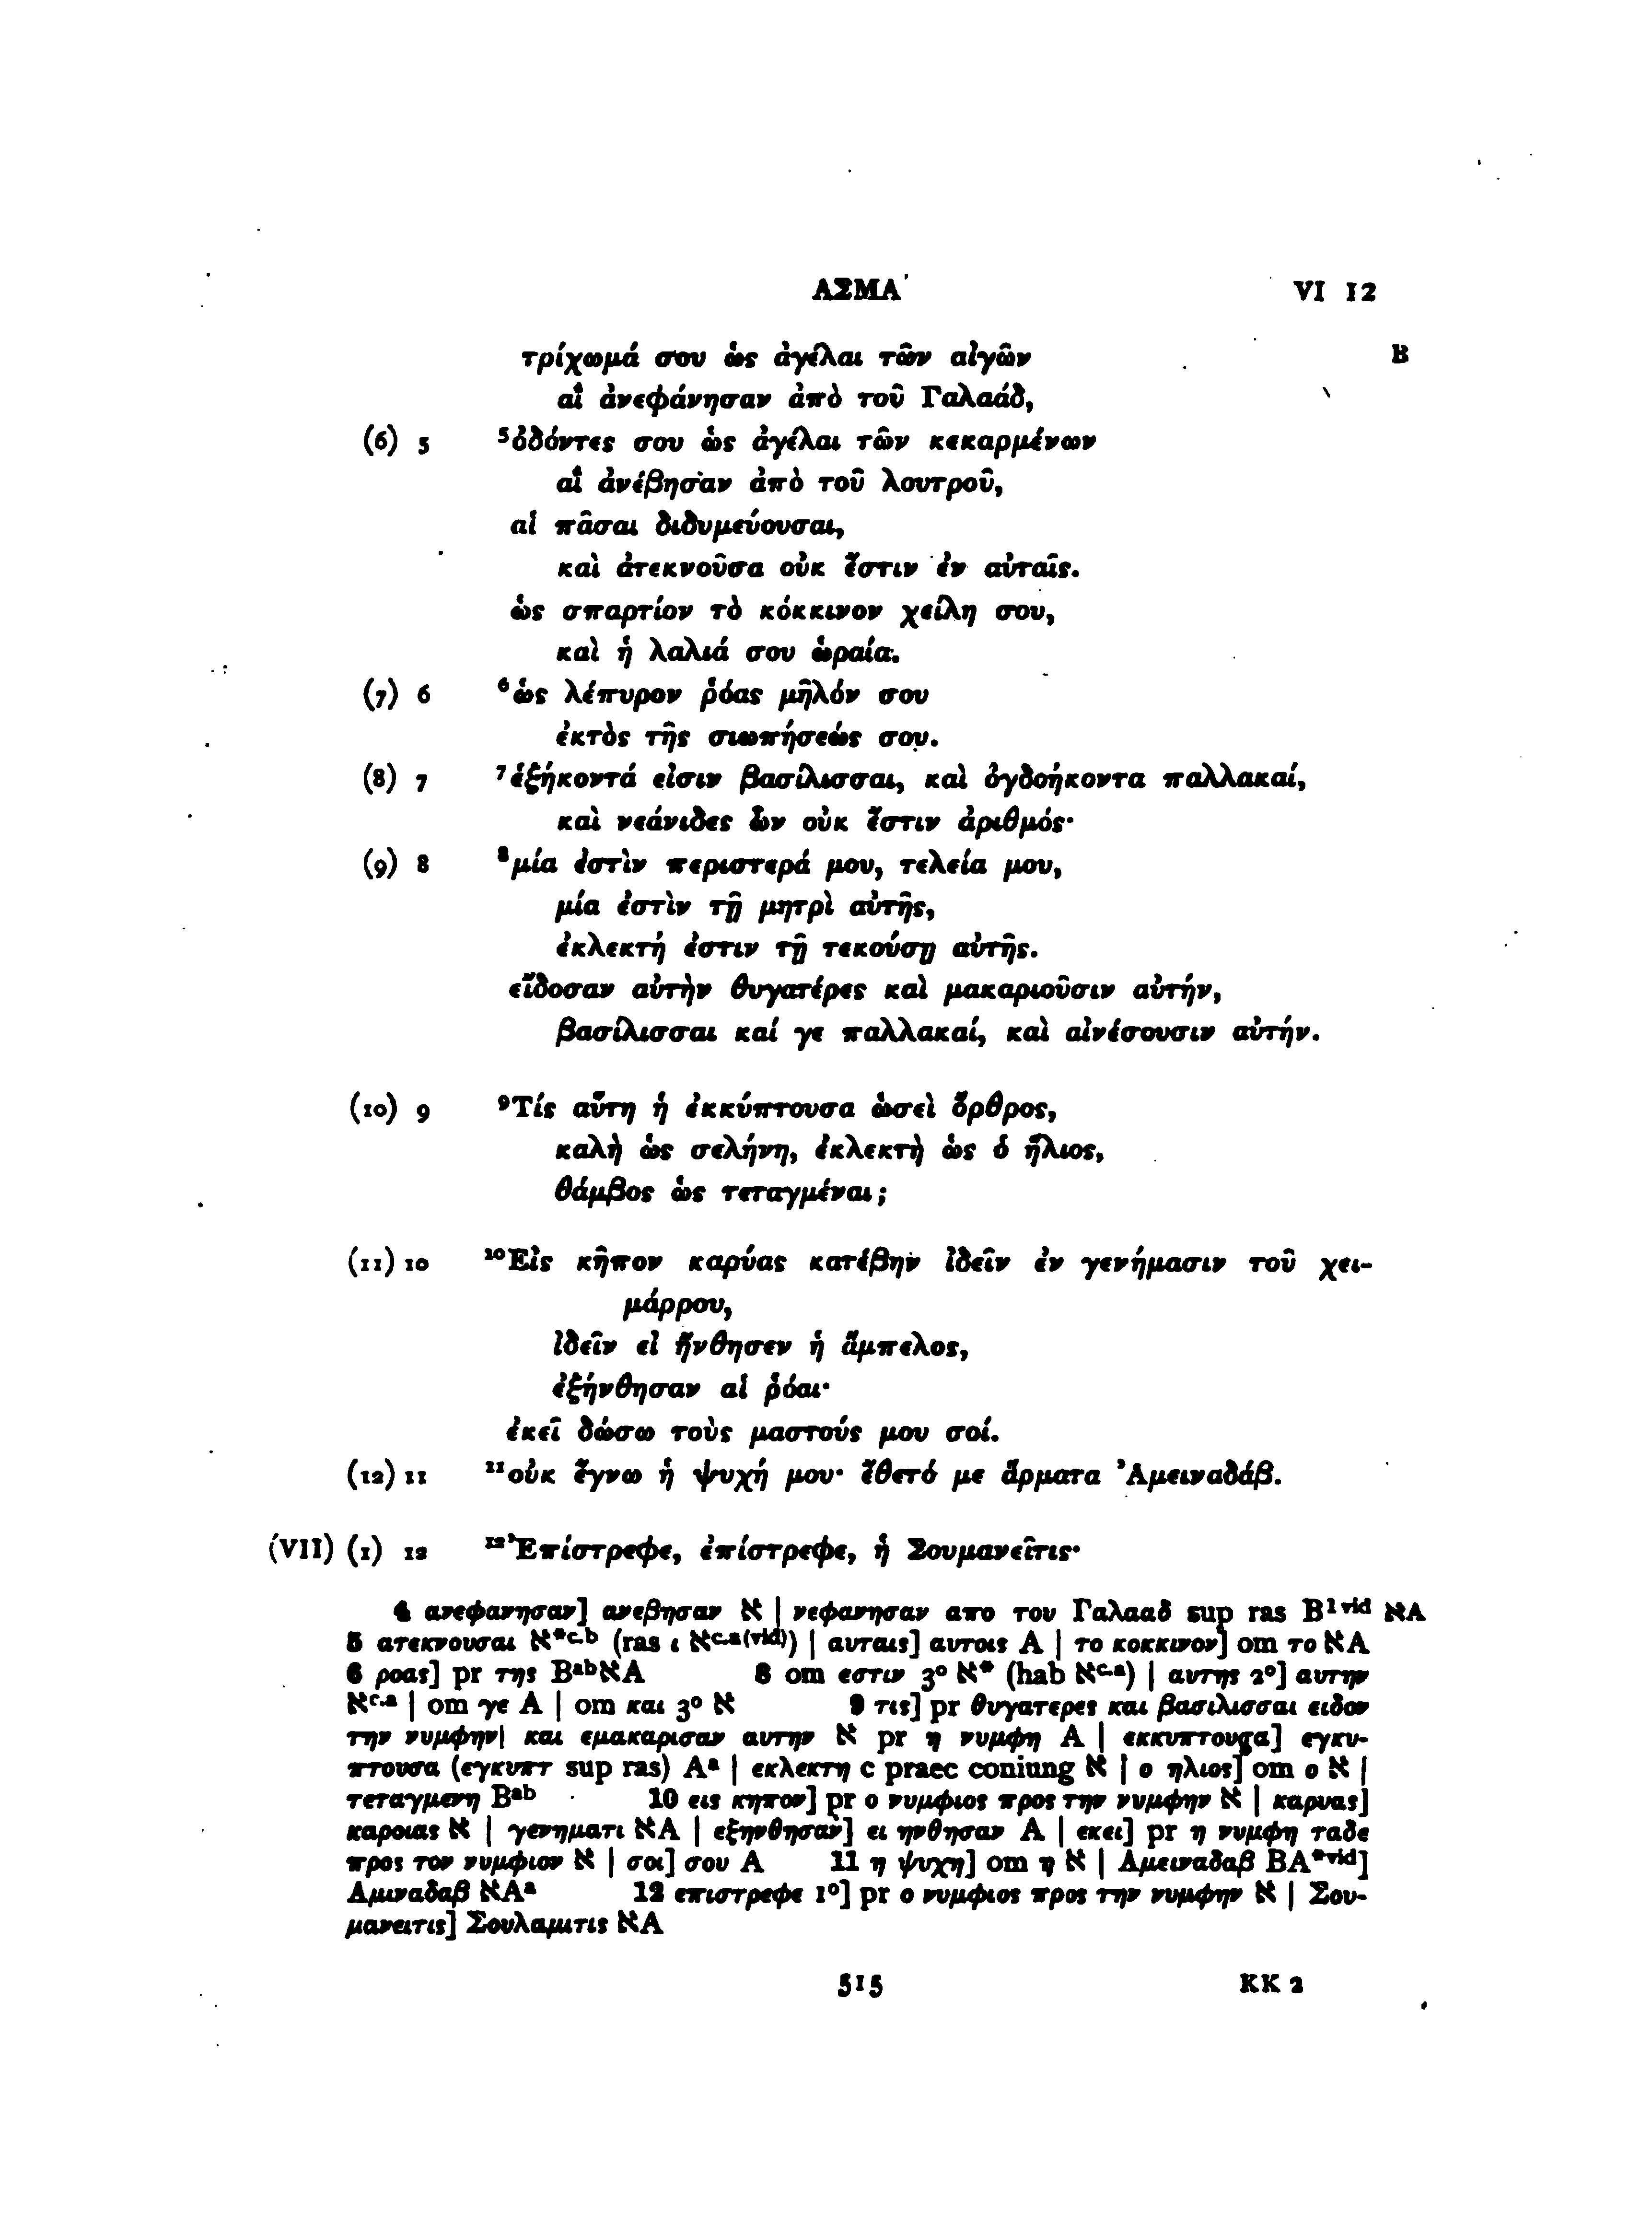 ΑΣΜΑ VI 12
τρίχωμά σου ὡς ἀγέλαι τῶν αἰγῶν B
αἳ ἀνεφάνησαν ἀπὸ τοῦ Γαλαάδ,
(6) 5 ⁵ὀδόντες σου ὡς ἀγέλαι τῶν κεκαρμένων
αἳ ἀνέβησαν ἀπὸ τοῦ λουτροῦ,
αἱ πᾶσαι διδυμεύουσαι,
καὶ ἀτεκνοῦσα οὐκ ἔστιν ἐν αὐταῖς.
ὡς σπαρτίον τὸ κόκκινον χείλη σου,
καὶ ἡ λαλιά σου ὡραία.
(7) 6 ⁶ὡς λέπυρον ῥόας μῆλόν σου
ἐκτὸς τῆς σιωπήσεώς σου.
(8) 7 ⁷ἑξήκοντά εἰσιν βασίλισσαι, καὶ ὀγδοήκοντα παλλακαί,
καὶ νεάνιδες ὧν οὐκ ἔστιν ἀριθμός·
(9) 8 ⁸μία ἐστὶν περιστερά μου, τελεία μου,
μία ἐστὶν τῇ μητρὶ αὐτῆς,
ἐκλεκτή ἐστιν τῇ τεκούσῃ αὐτῆς.
εἴδοσαν αὐτὴν θυγατέρες καὶ μακαριοῦσιν αὐτήν,
βασίλισσαι καί γε παλλακαί, καὶ αἰνέσουσιν αὐτήν.
(10) 9 ⁹Τίς αὕτη ἡ ἐκκύπτουσα ὡσεὶ ὄρθρος,
καλὴ ὡς σελήνη, ἐκλεκτὴ ὡς ὁ ἥλιος,
θάμβος ὡς τεταγμέναι;
(11) 10 ¹⁰Εἰς κῆπον καρύας κατέβην ἰδεῖν ἐν γενήμασιν τοῦ χει-
μάρρου,
ἰδεῖν εἰ ἤνθησεν ἡ ἄμπελος,
ἐξήνθησαν αἱ ῥόαι·
ἐκεῖ δώσω τοὺς μαστούς μου σοί.
(12) 11 ¹¹οὐκ ἔγνω ἡ ψυχή μου· ἔθετό με ἅρματα Ἀμειναδάβ.
(VII) (1) 12 ¹²Ἐπίστρεφε, ἐπίστρεφε, ἡ Σουμανεῖτις·
4 ανεφανησαν] ανεβησαν ℵ | νεφανησαν απο του Γαλααδ sup ras B¹ᵛⁱᵈ ℵA
5 ατεκνουσαι ℵ*ᶜ·ᵇ (ras ι ℵᶜ·ᵃ⁽ᵛⁱᵈ⁾) | αυταις] αυτοις A | το κοκκινον] om το ℵA
6 ροας] pr της BᵃᵇℵA 8 om εστιν 3° ℵ* (hab ℵᶜ·ᵃ) | αυτης 2°] αυτην
ℵᶜ·ᵃ | om γε A | om και 3° ℵ 9 τις] pr θυγατερες και βασιλισσαι ειδον
την νυμφην| και εμακαρισαν αυτην ℵ pr η νυμφη A | εκκυπτουσα] εγκυ-
πτουσα (εγκυπτ sup ras) Aᵃ | εκλεκτη c praec coniung ℵ | ο ηλιος] om ο ℵ |
τεταγμενη Bᵃᵇ 10 εις κηπον] pr ο νυμφιος προς την νυμφην ℵ | καρυας]
καροιας ℵ | γενηματι ℵA | εξηνθησαν] ει ηνθησαν A | εκει] pr η νυμφη ταδε
προς τον νυμφιον ℵ | σοι] σου A 11 η ψυχη] om η ℵ | Αμειναδαβ BA*ᵛⁱᵈ]
Αμιναδαβ ℵAᵃ 12 επιστρεφε 1°] pr ο νυμφιος προς την νυμφην ℵ | Σου-
μανειτις] Σουλαμιτις ℵA
515 KK 2